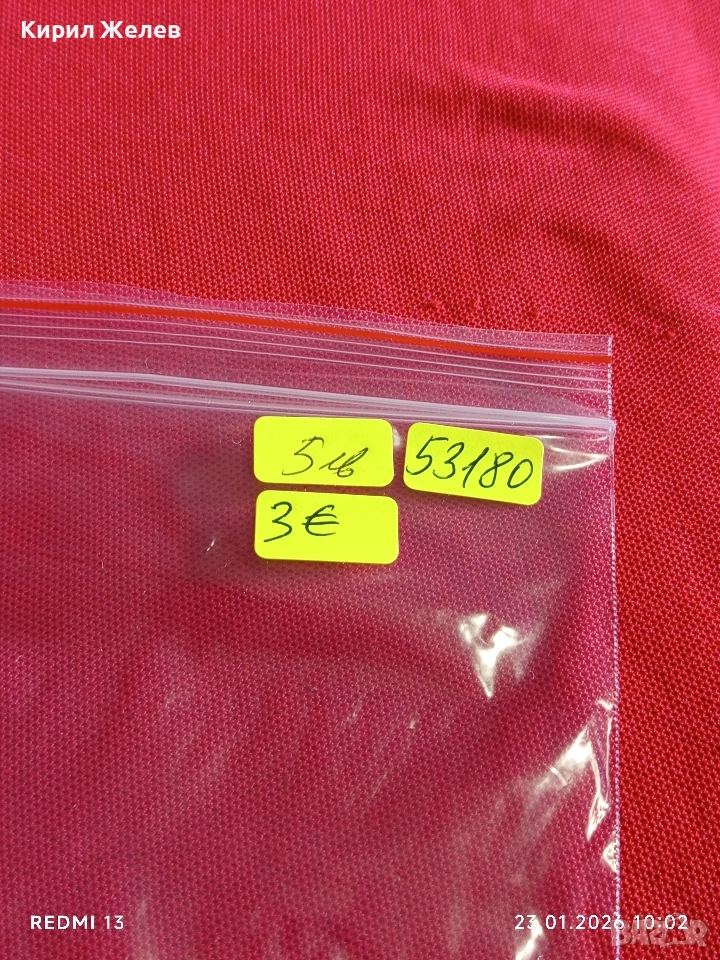 Кирил Желев
5лв
53180
3€
REDMI 13
23.01.2026 10:02